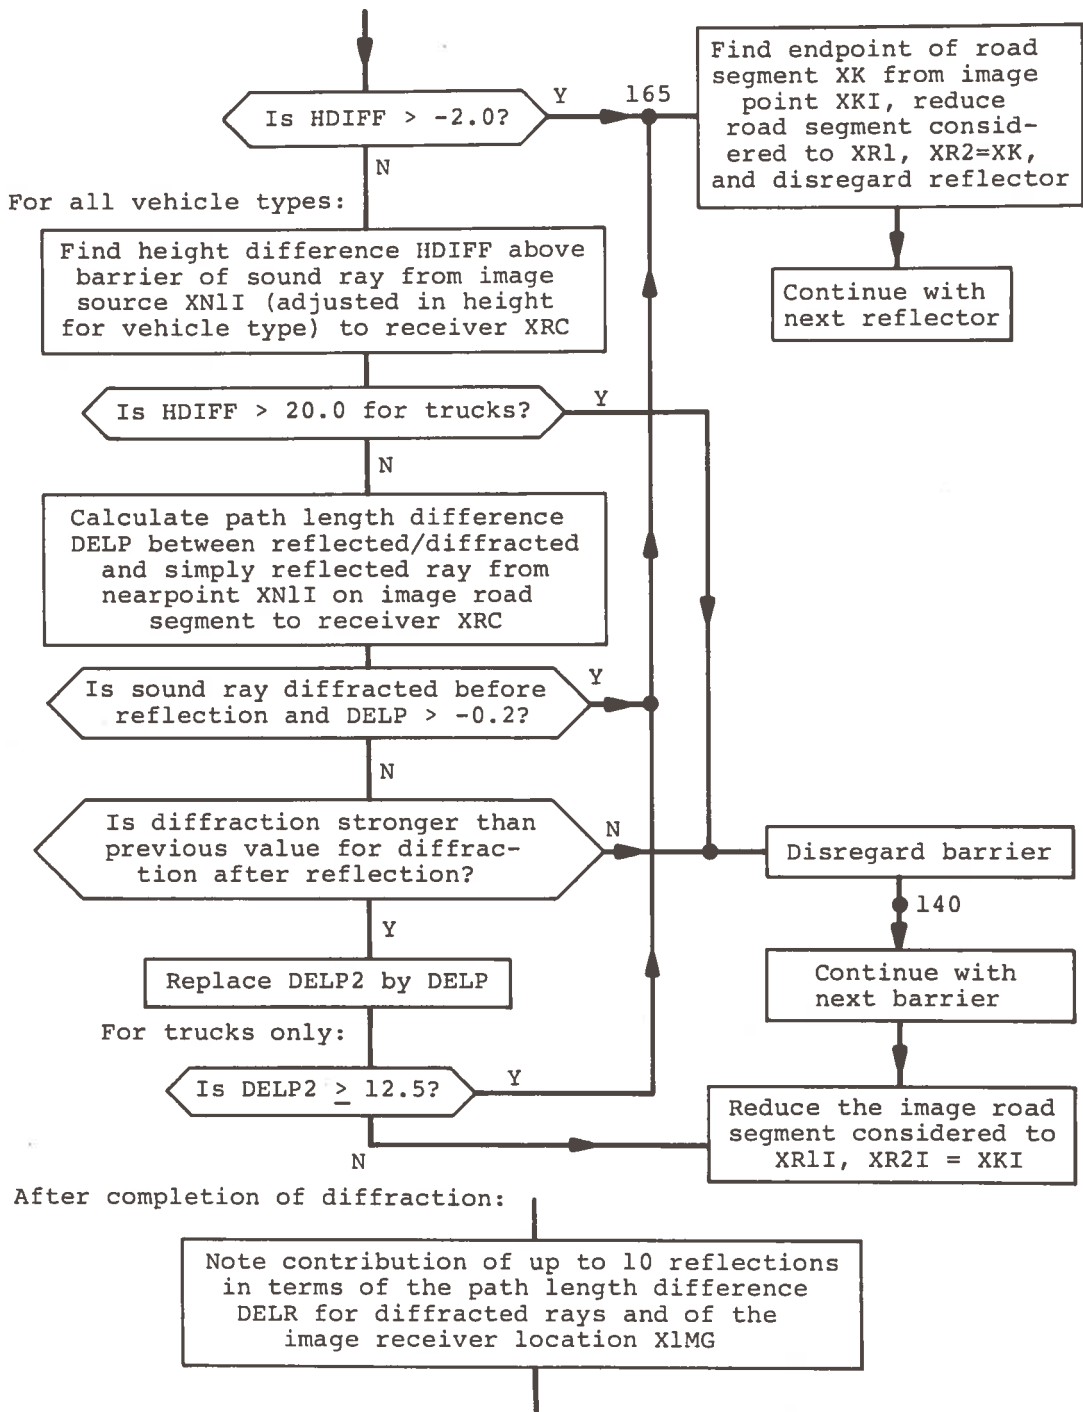 Is HDIFF > -2.0?
Y
165
Find endpoint of road
segment XK from image
point XKI, reduce
road segment consid-
ered to XR1, XR2=XK,
and disregard reflector
N
For all vehicle types:
Find height difference HDIFF above
barrier of sound ray from image
source XN1I (adjusted in height
for vehicle type) to receiver XRC
Continue with
next reflector
Is HDIFF > 20.0 for trucks?
Y
N
Calculate path length difference
DELP between reflected/diffracted
and simply reflected ray from
nearpoint XN1I on image road
segment to receiver XRC
Is sound ray diffracted before
reflection and DELP > -0.2?
Y
N
Is diffraction stronger than
previous value for diffrac-
tion after reflection?
N
Disregard barrier
140
Y
Replace DELP2 by DELP
Continue with
next barrier
For trucks only:
Is DELP2 ≥ 12.5?
Y
Reduce the image road
segment considered to
XR1I, XR2I = XKI
N
After completion of diffraction:
Note contribution of up to 10 reflections
in terms of the path length difference
DELR for diffracted rays and of the
image receiver location X1MG